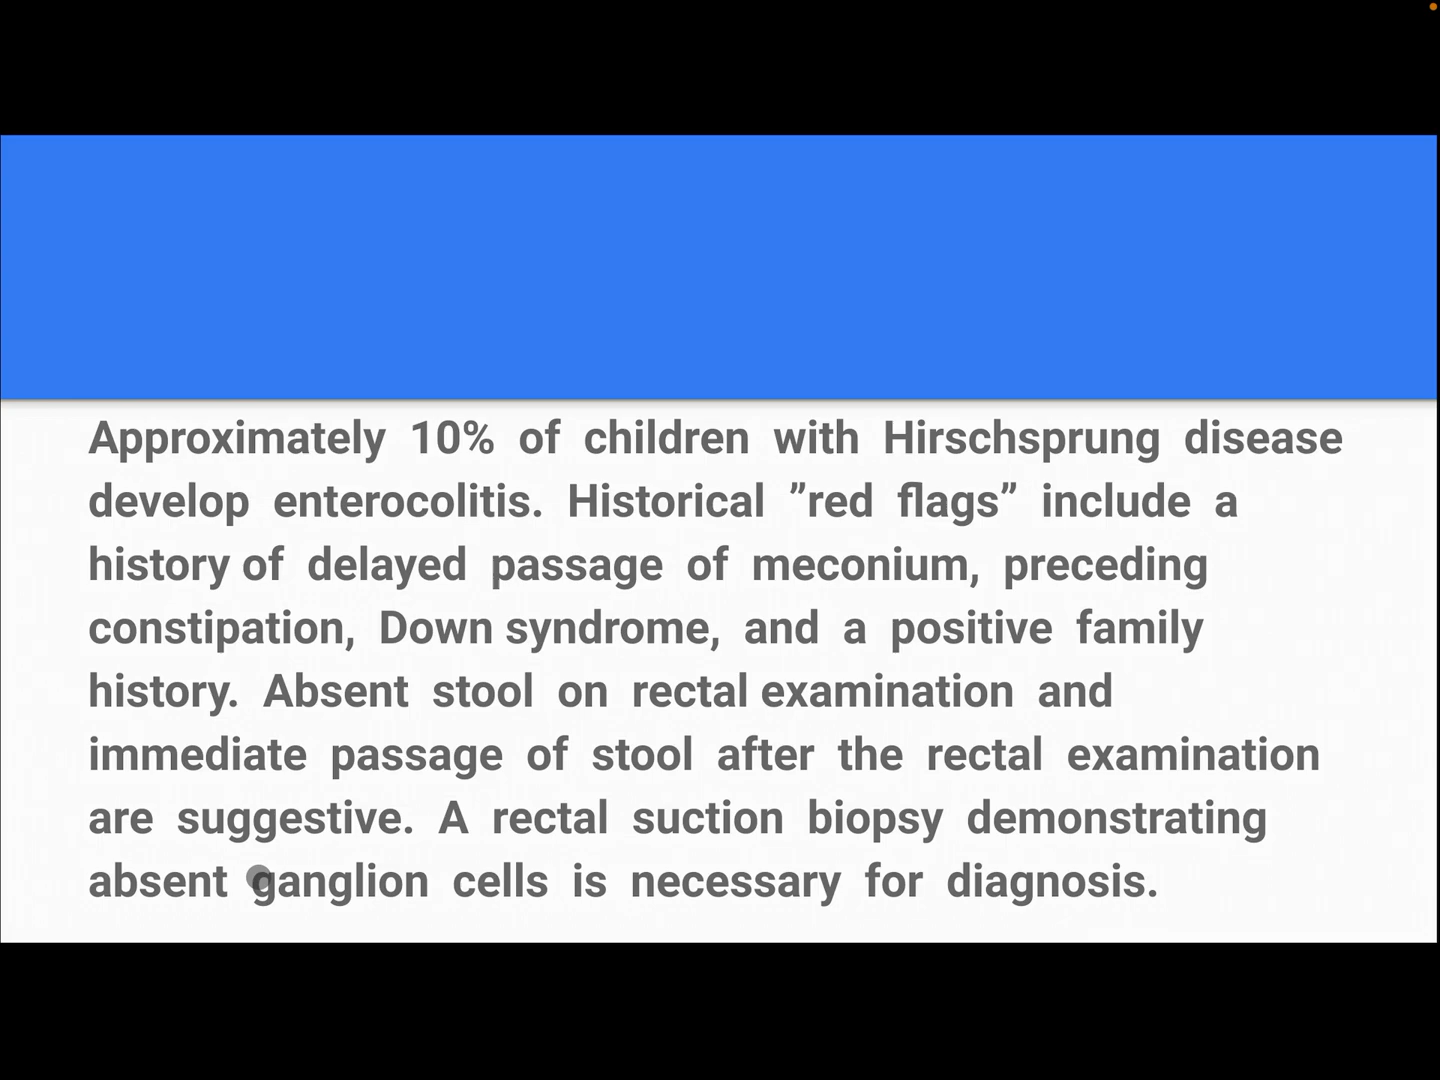 Approximately 10% of children with Hirschsprung disease
develop enterocolitis. Historical ”red flags” include a
history of delayed passage of meconium, preceding
constipation, Down syndrome, and a positive family
history. Absent stool on rectal examination and
immediate passage of stool after the rectal examination
are suggestive. A rectal suction biopsy demonstrating
absent ganglion cells is necessary for diagnosis.